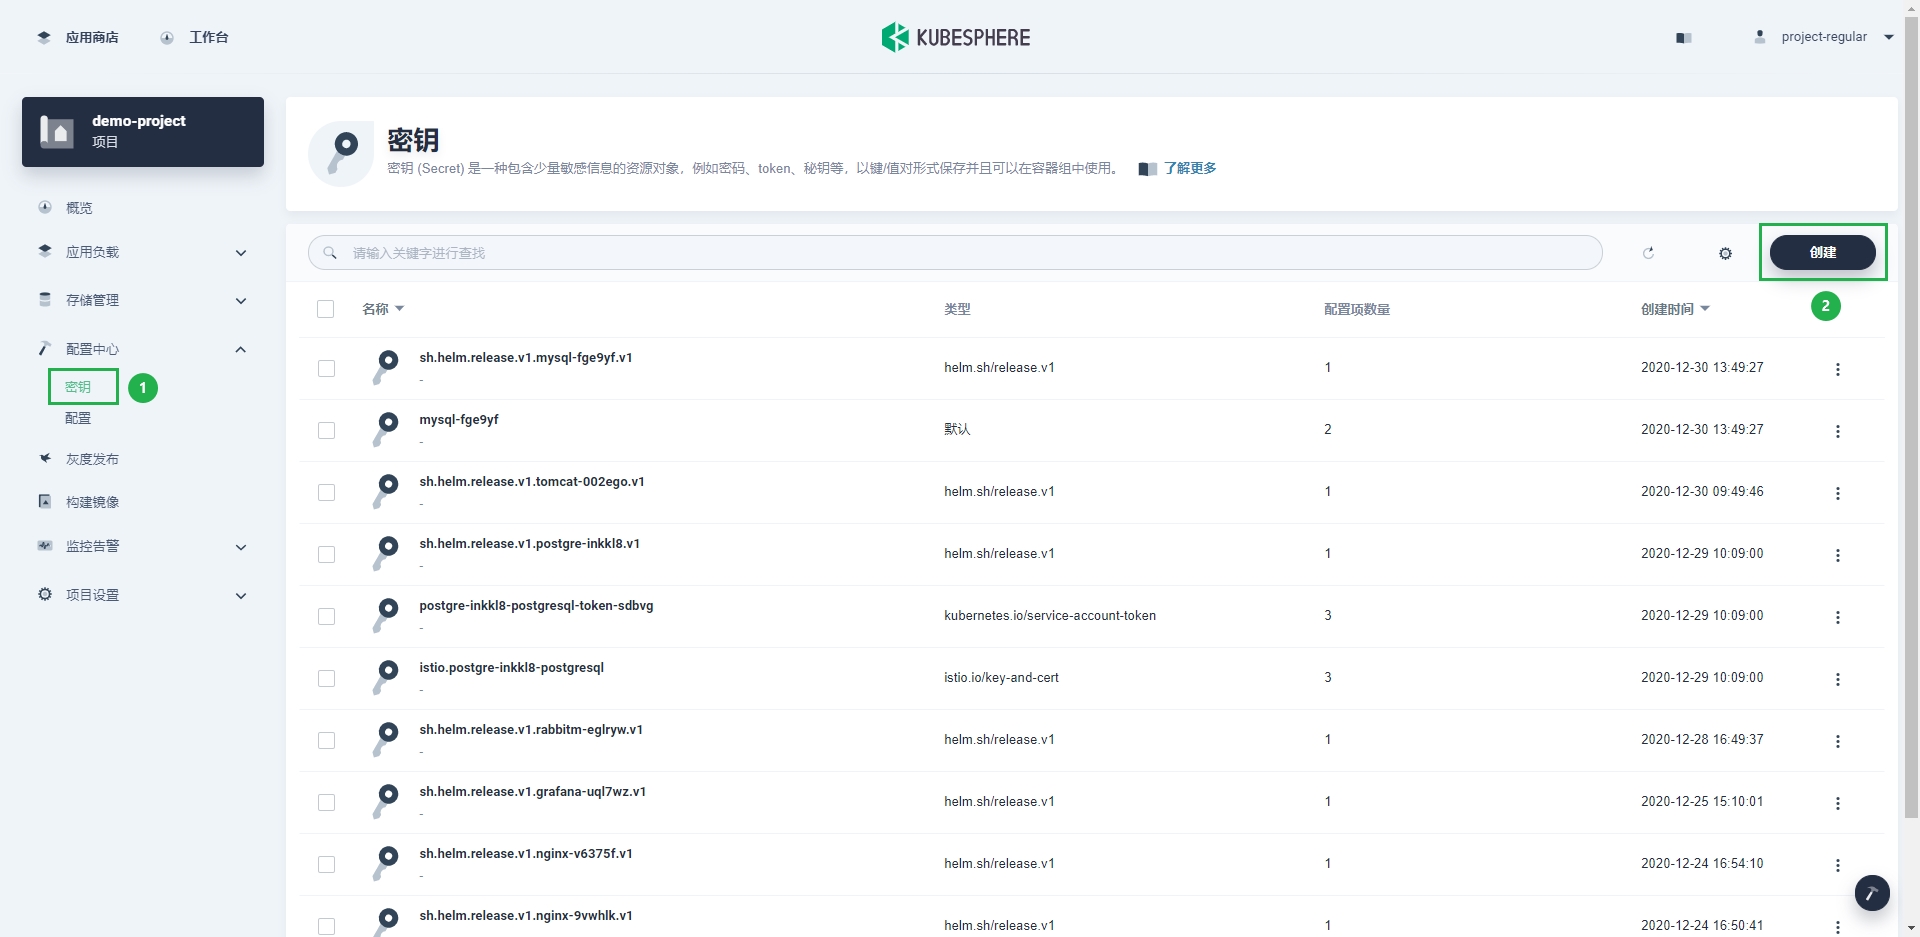 应用商店 工作台 KUBESPHERE project-regular
demo-project
项目
概览
应用负载
存储管理
配置中心
密钥 1
配置
灰度发布
构建镜像
监控告警
项目设置
密钥
密钥 (Secret) 是一种包含少量敏感信息的资源对象，例如密码、token、秘钥等，以键/值对形式保存并且可以在容器组中使用。 了解更多
请输入关键字进行查找 创建
名称 类型 配置项数量 创建时间 2
sh.helm.release.v1.mysql-fge9yf.v1
- helm.sh/release.v1 1 2020-12-30 13:49:27
mysql-fge9yf
- 默认 2 2020-12-30 13:49:27
sh.helm.release.v1.tomcat-002ego.v1
- helm.sh/release.v1 1 2020-12-30 09:49:46
sh.helm.release.v1.postgre-inkkl8.v1
- helm.sh/release.v1 1 2020-12-29 10:09:00
postgre-inkkl8-postgresql-token-sdbvg
- kubernetes.io/service-account-token 3 2020-12-29 10:09:00
istio.postgre-inkkl8-postgresql
- istio.io/key-and-cert 3 2020-12-29 10:09:00
sh.helm.release.v1.rabbitm-eglryw.v1
- helm.sh/release.v1 1 2020-12-28 16:49:37
sh.helm.release.v1.grafana-uql7wz.v1
- helm.sh/release.v1 1 2020-12-25 15:10:01
sh.helm.release.v1.nginx-v6375f.v1
- helm.sh/release.v1 1 2020-12-24 16:54:10
sh.helm.release.v1.nginx-9vwhlk.v1
helm.sh/release.v1 1 2020-12-24 16:50:41